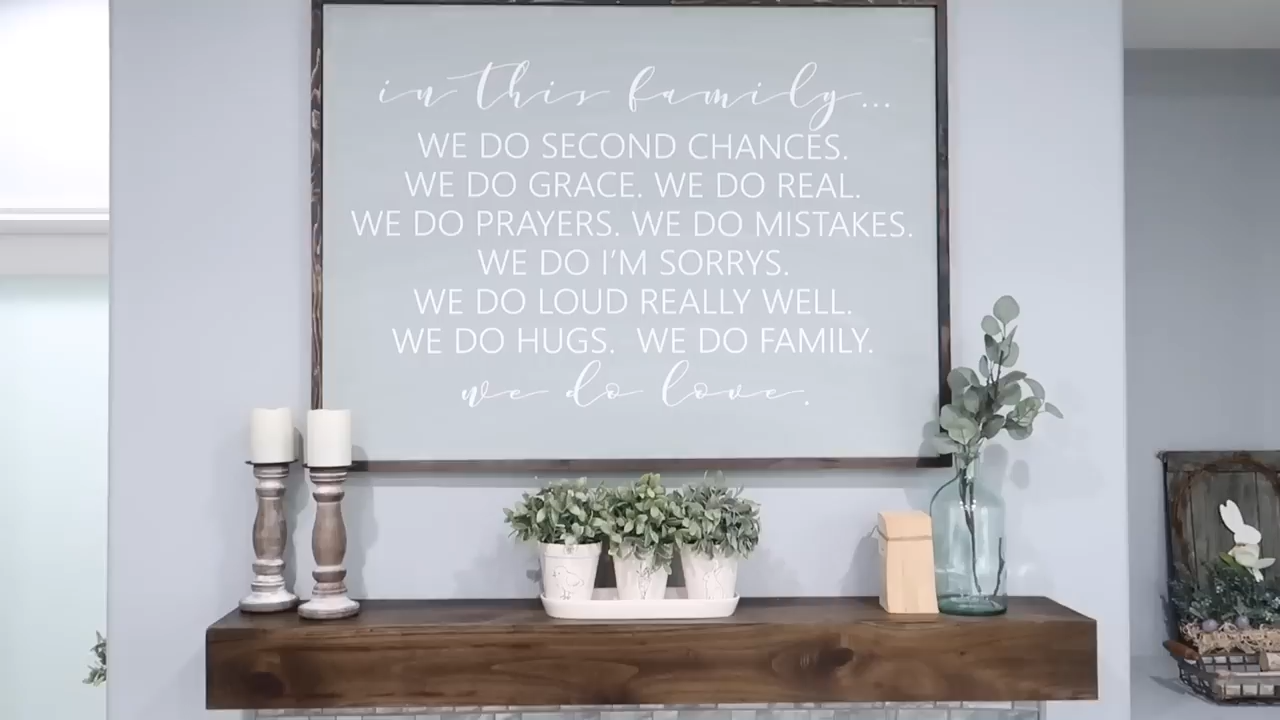 in this family...
WE DO SECOND CHANCES.
WE DO GRACE. WE DO REAL.
WE DO PRAYERS. WE DO MISTAKES.
WE DO I'M SORRYS.
WE DO LOUD REALLY WELL.
WE DO HUGS. WE DO FAMILY.
we do love.